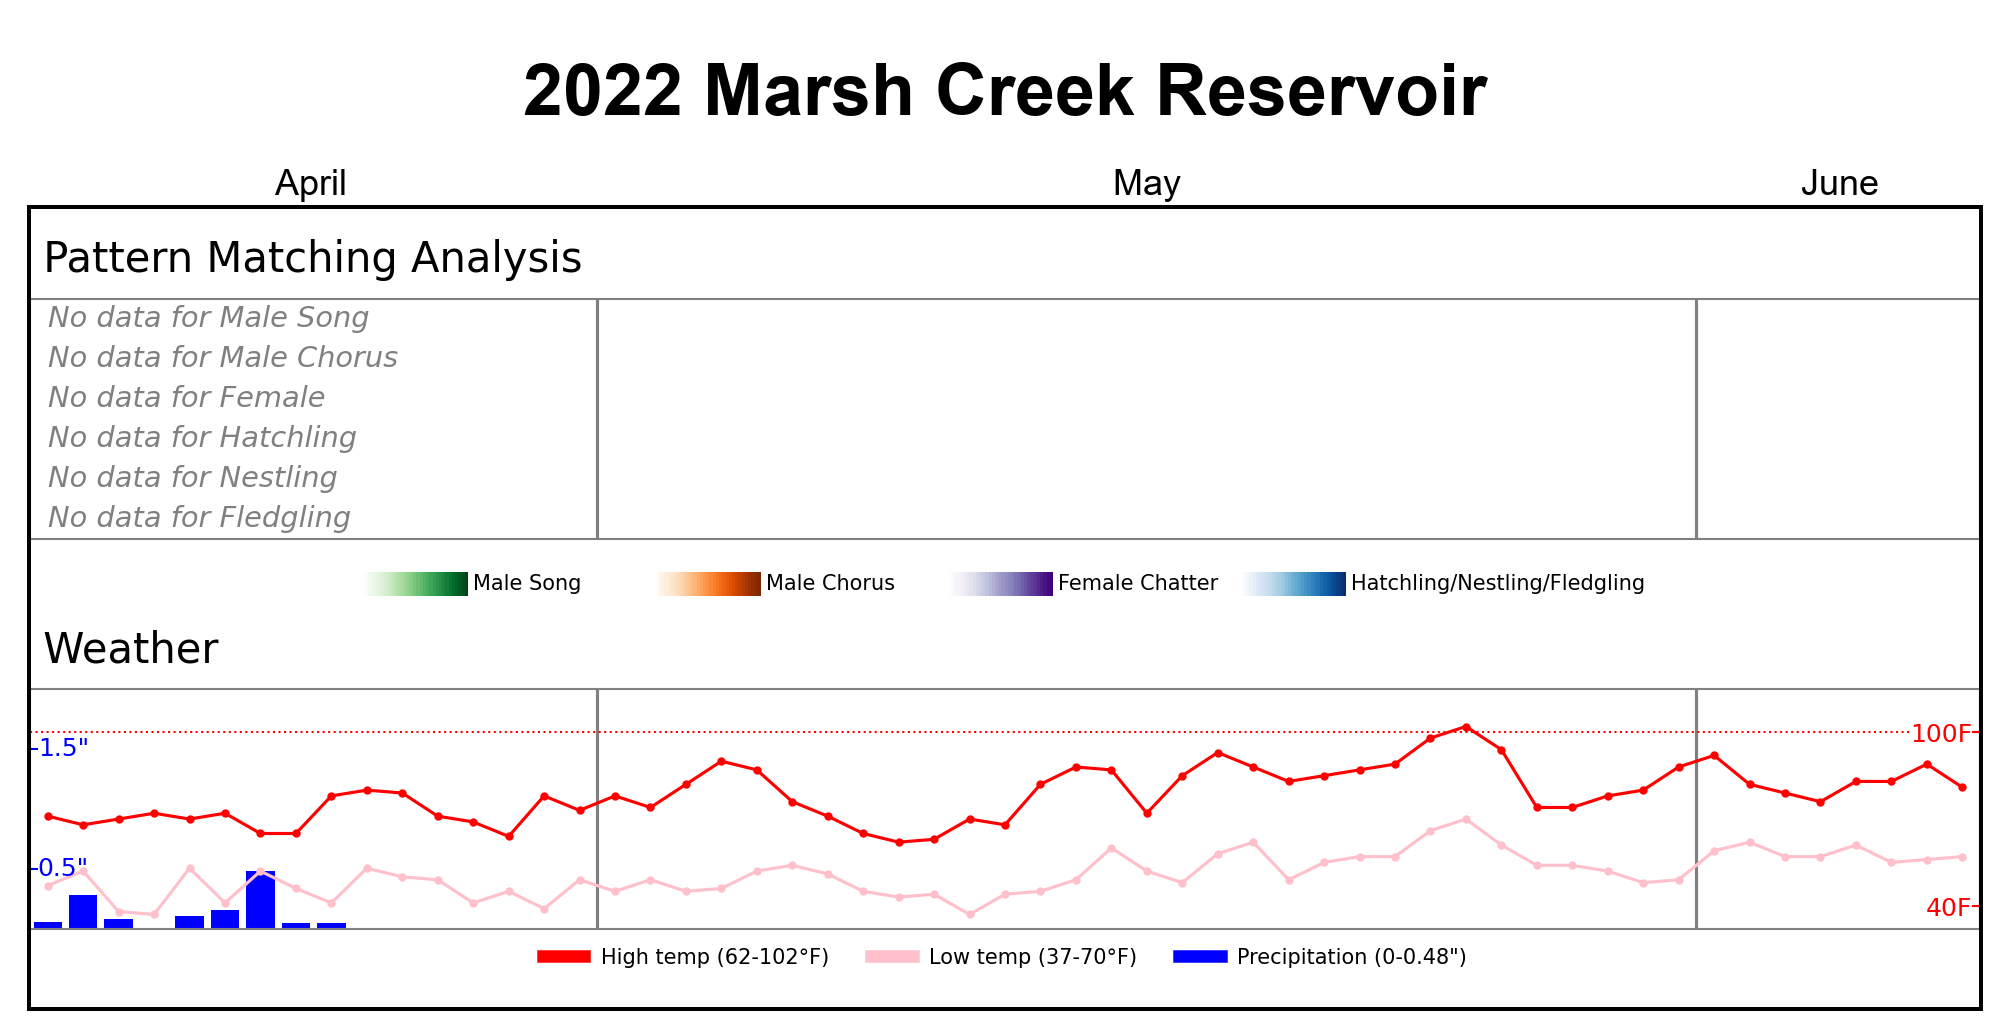 2022 Marsh Creek Reservoir
April May June
Pattern Matching Analysis
No data for Male Song
No data for Male Chorus
No data for Female
No data for Hatchling
No data for Nestling
No data for Fledgling
Male Song Male Chorus Female Chatter Hatchling/Nestling/Fledgling
Weather
100F
1.5"
0.5"
40F
High temp (62-102°F) Low temp (37-70°F) Precipitation (0-0.48")